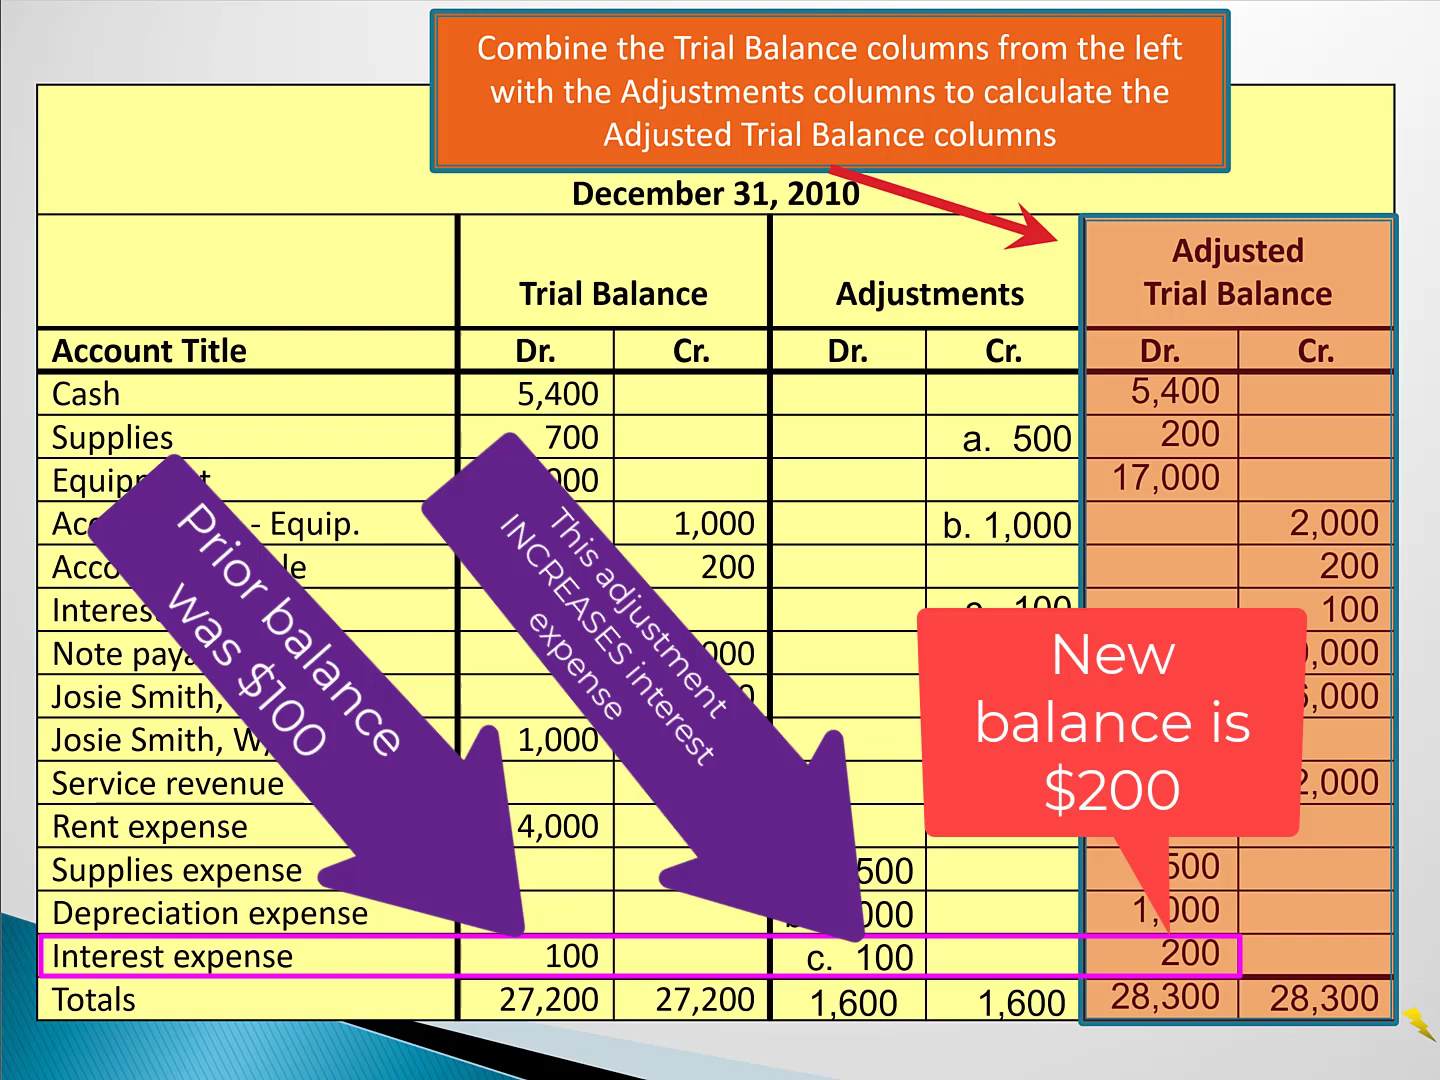 Combine the Trial Balance columns from the left
with the Adjustments columns to calculate the
Adjusted Trial Balance columns
December 31, 2010
Trial Balance Adjustments Adjusted Trial Balance
Account Title Dr. Cr. Dr. Cr. Dr. Cr.
Cash 5,400 5,400
Supplies 700 a. 500 200
17,000
- Equip. 1,000 b. 1,000 2,000
200 200
100
Note
Josie Smith,
Josie Smith, 1,000
Service revenue
Rent expense 4,000
Supplies expense 500
Depreciation expense 1,000
Interest expense 100 c. 100 200
Totals 27,200 27,200 1,600 1,600 28,300 28,300
Prior balance
was $100
This adjustment
INCREASES interest
expense
New
balance is
$200